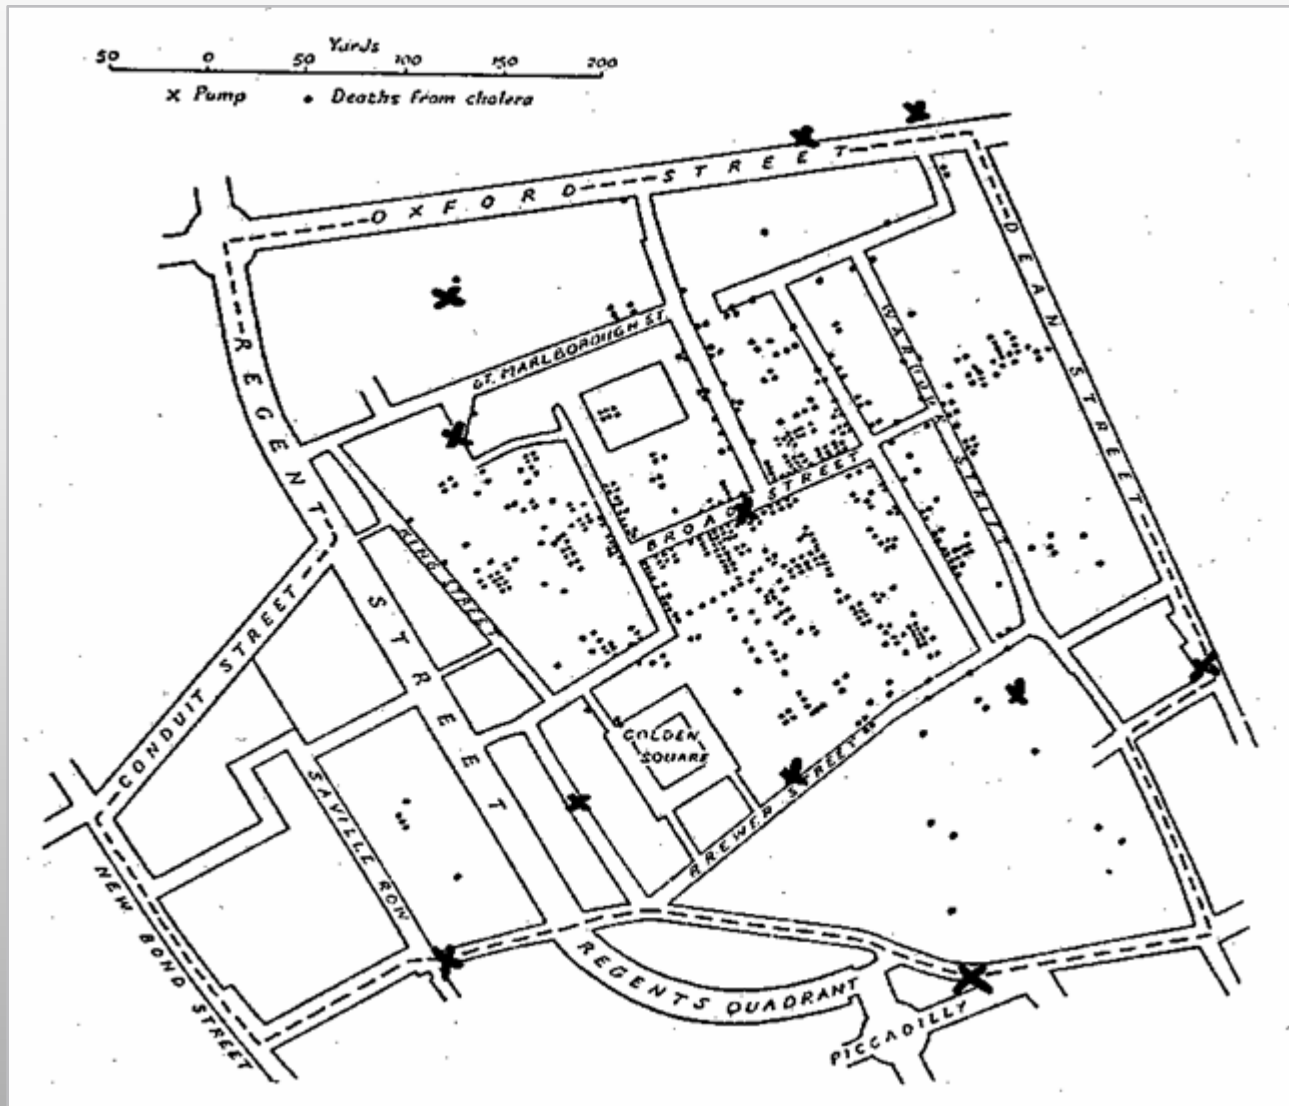 Yards
50 0 50 100 150 200
x Pump • Deaths from cholera
OXFORD STREET
REGENT STREET
GT. MARLBOROUGH ST.
WARDOUR STREET
DEAN STREET
BROAD STREET
KING STREET
CONDUIT STREET
GOLDEN
SQUARE
SAVILLE ROW
BREWER STREET
NEW BOND STREET
REGENTS QUADRANT
PICCADILLY